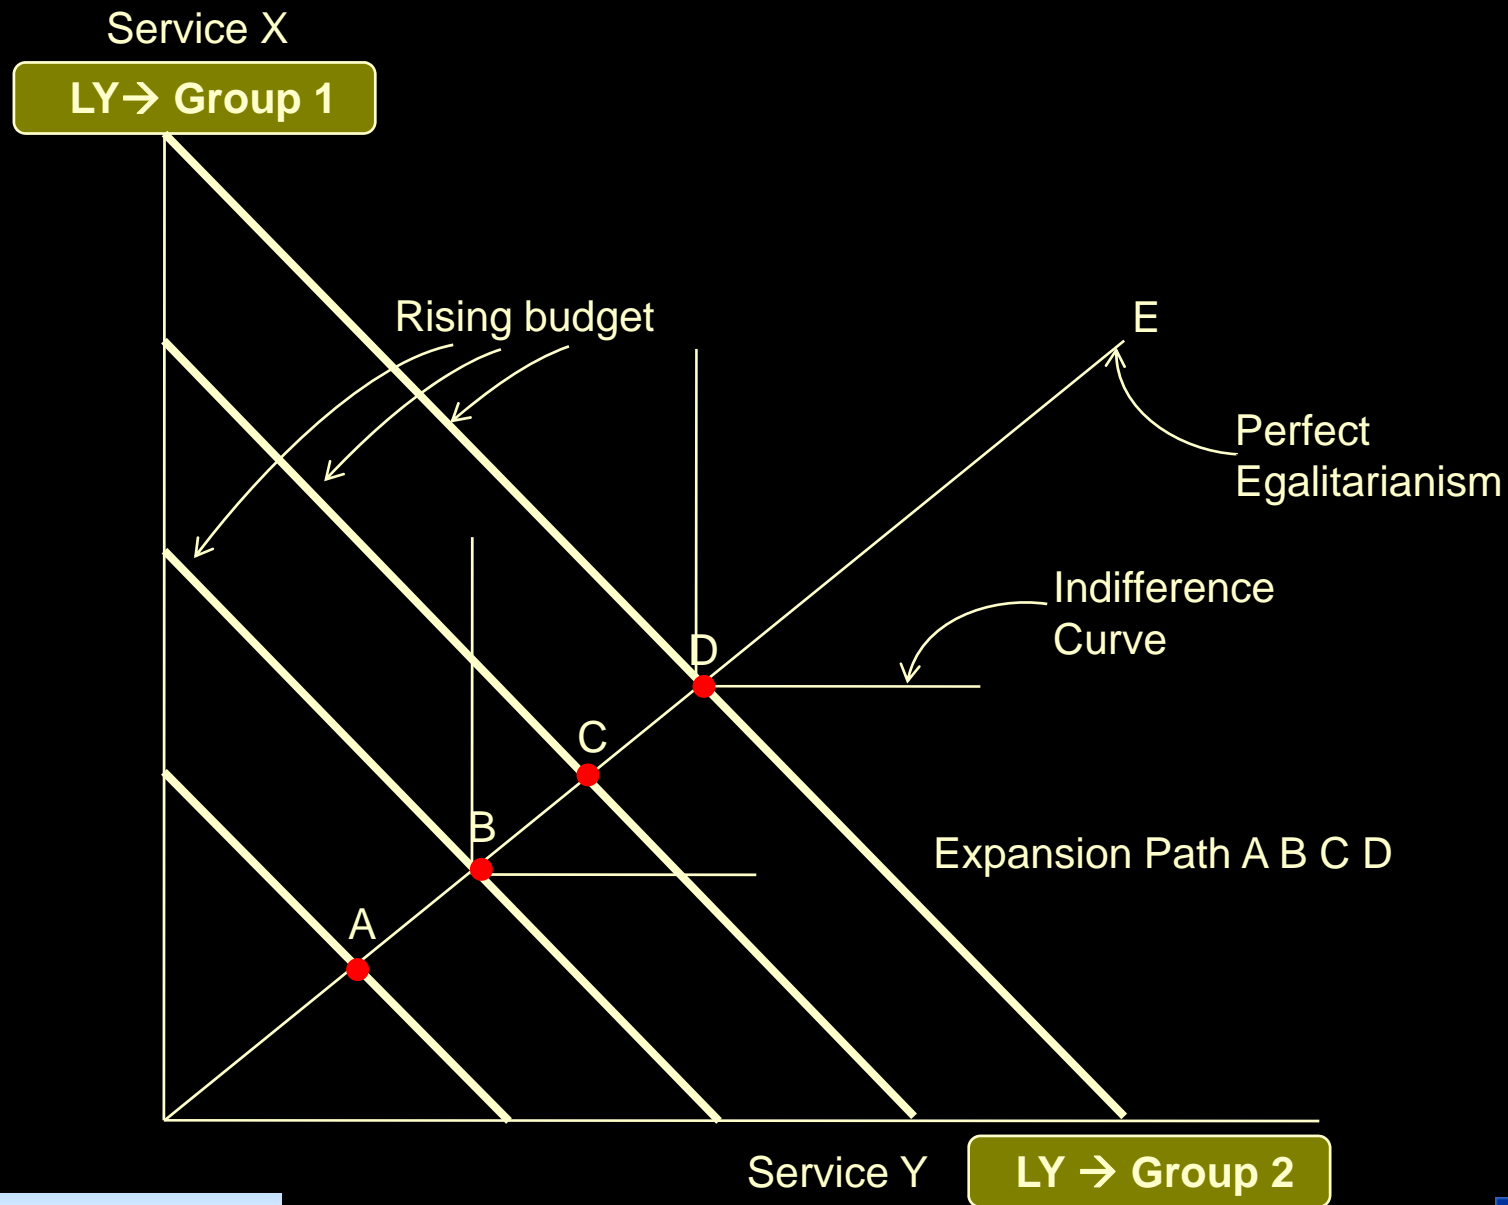 Service X
LY→ Group 1
Rising budget
E
Perfect
Egalitarianism
Indifference
Curve
D
C
B
Expansion Path A B C D
A
Service Y
LY → Group 2